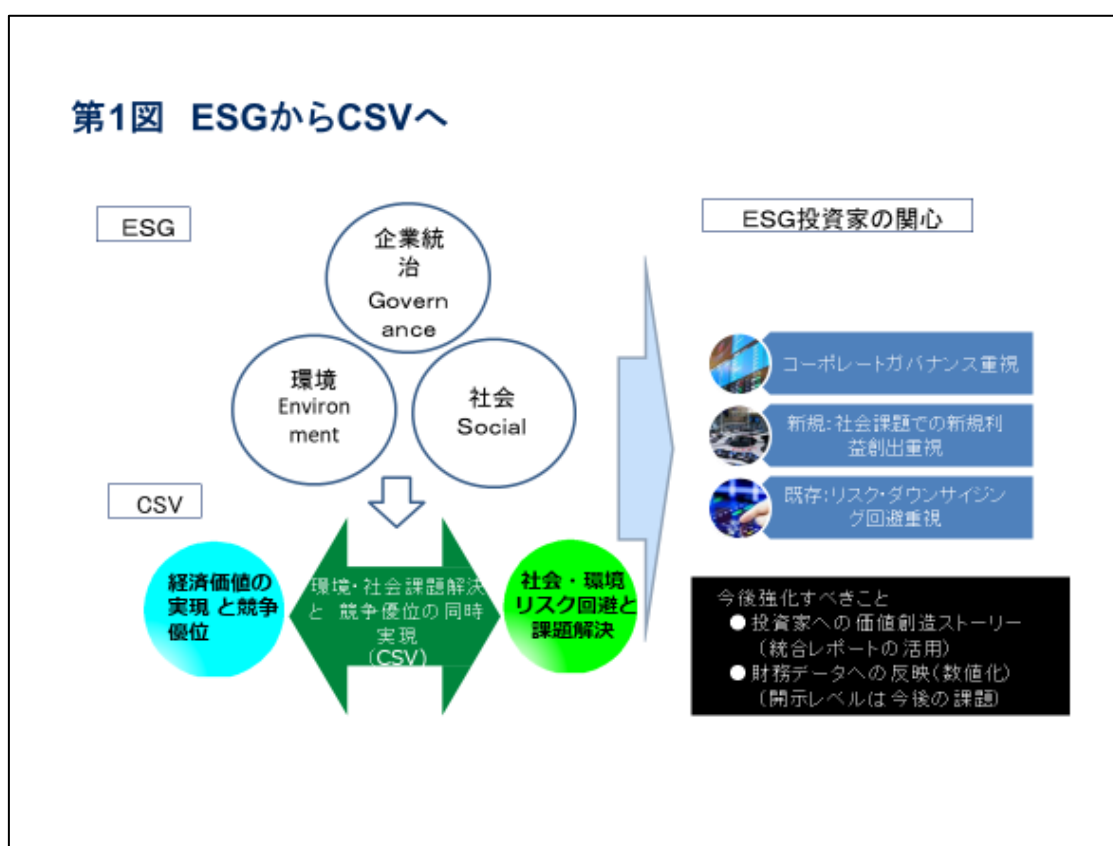 第1図 ESGからCSVへ
ESG
企業統
治
Govern
ance
環境
Environ
ment
社会
Social
CSV
経済価値の
実現 と競争
優位
環境・社会課題解決
と 競争優位の同時
実現
(CSV)
社会・環境
リスク回避と
課題解決
ESG投資家の関心
コーポレートガバナンス重視
新規:社会課題での新規利
益創出重視
既存:リスク・ダウンサイジン
グ回避重視
今後強化すべきこと
●投資家への価値創造ストーリー
(統合レポートの活用)
●財務データへの反映(数値化)
(開示レベルは今後の課題)